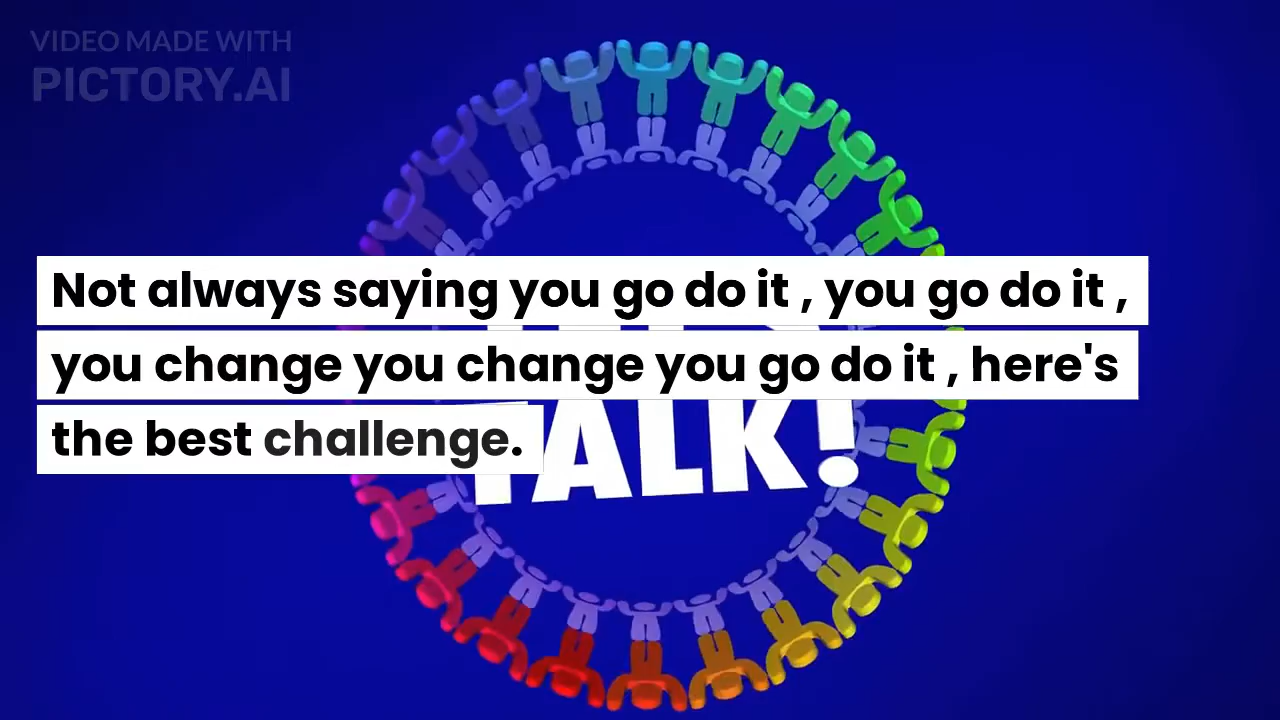 VIDEO MADE WITH
PICTORY.AI
Not always saying you go do it , you go do it ,
you change you change you go do it , here's
the best challenge.
TALK!